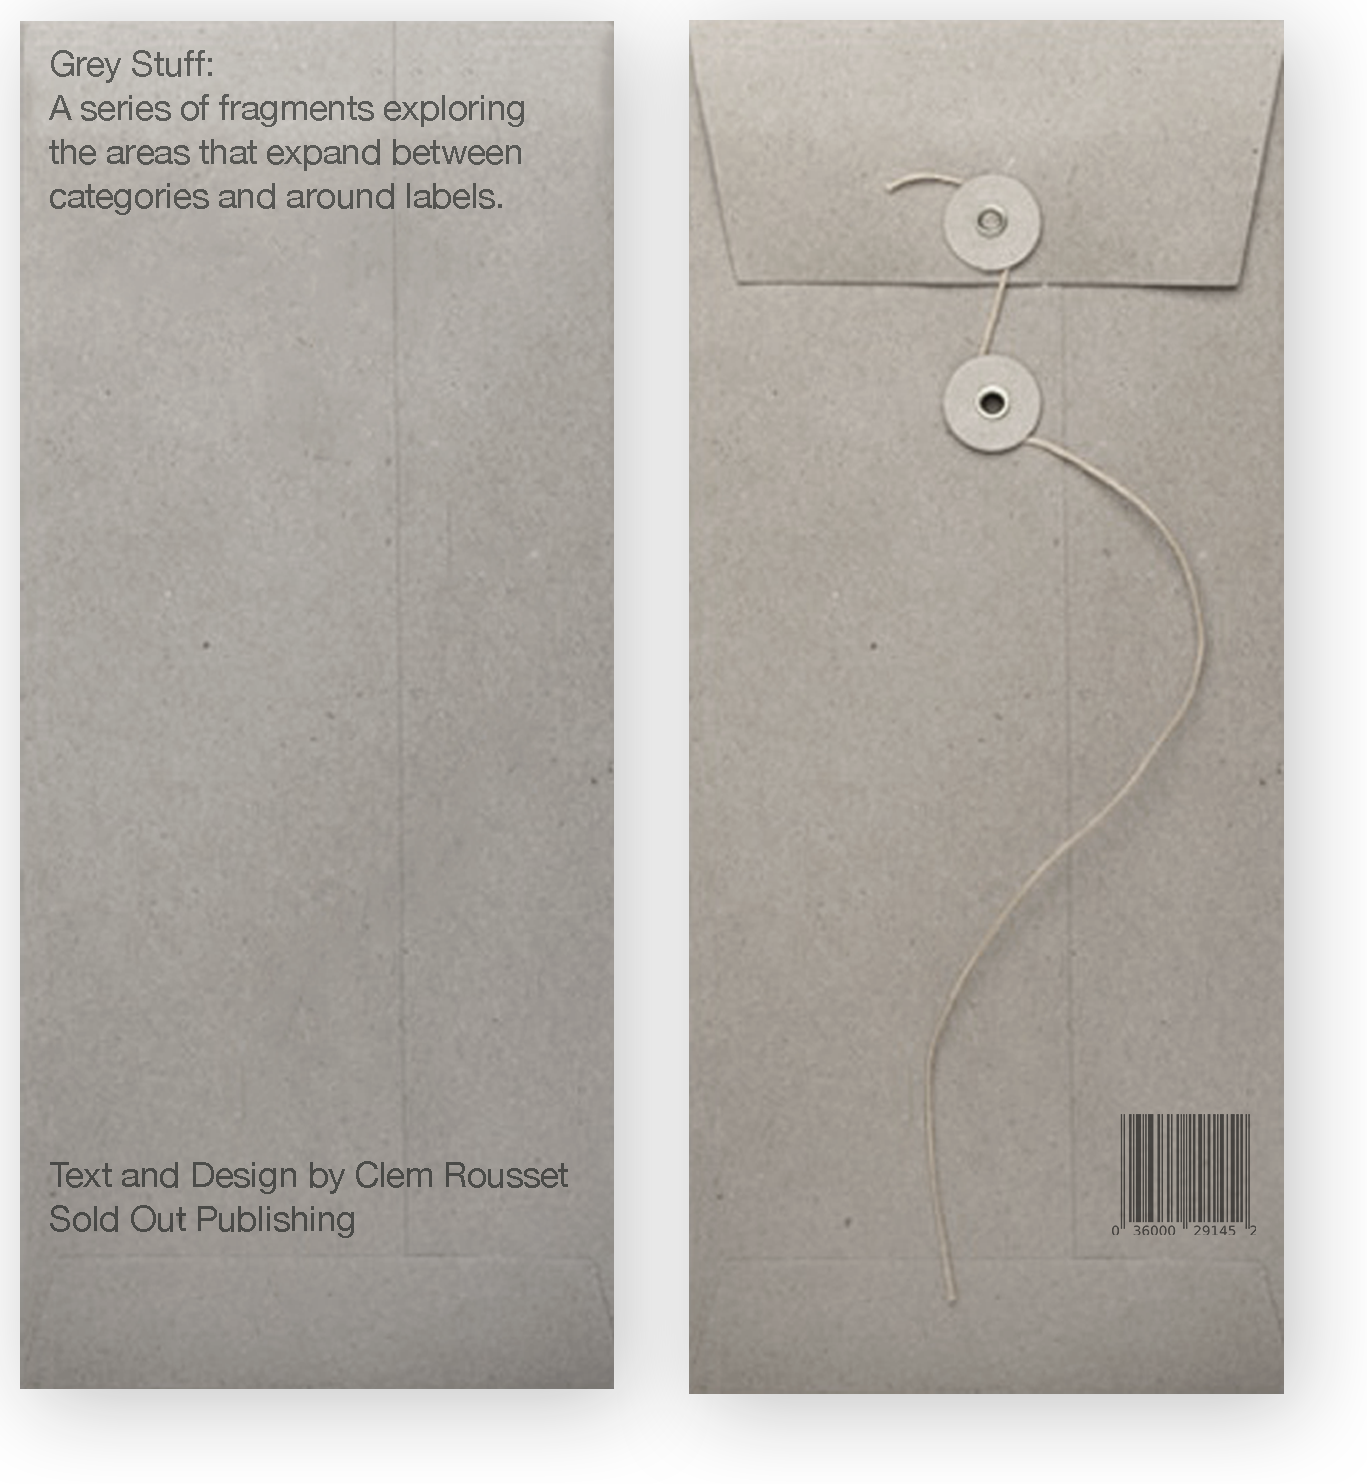 Grey Stuff:
A series of fragments exploring
the areas that expand between
categories and around labels.
Text and Design by Clem Rousset
Sold Out Publishing
0 36000 29145 2